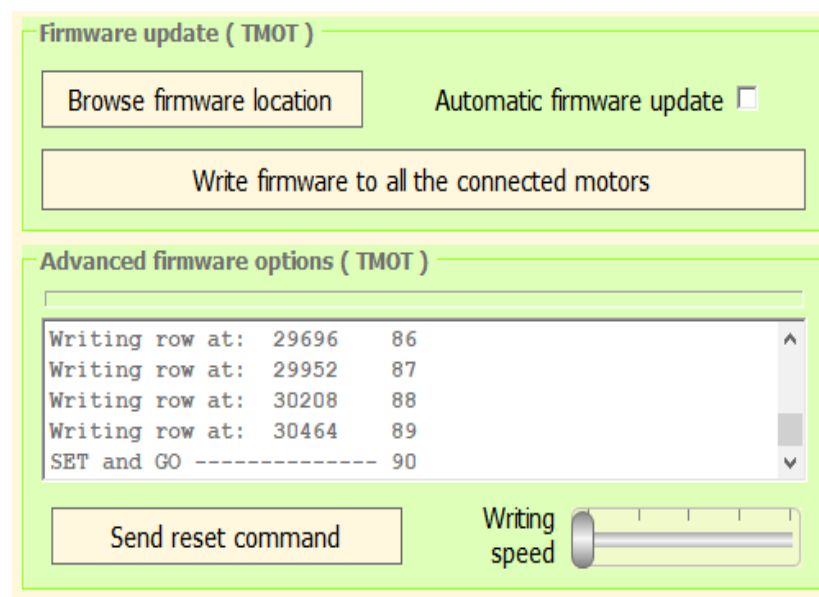 Firmware update ( TMOT )
Browse firmware location
Automatic firmware update
Write firmware to all the connected motors
Advanced firmware options ( TMOT )
Writing row at: 29696 86
Writing row at: 29952 87
Writing row at: 30208 88
Writing row at: 30464 89
SET and GO -------------- 90
Send reset command
Writing
speed